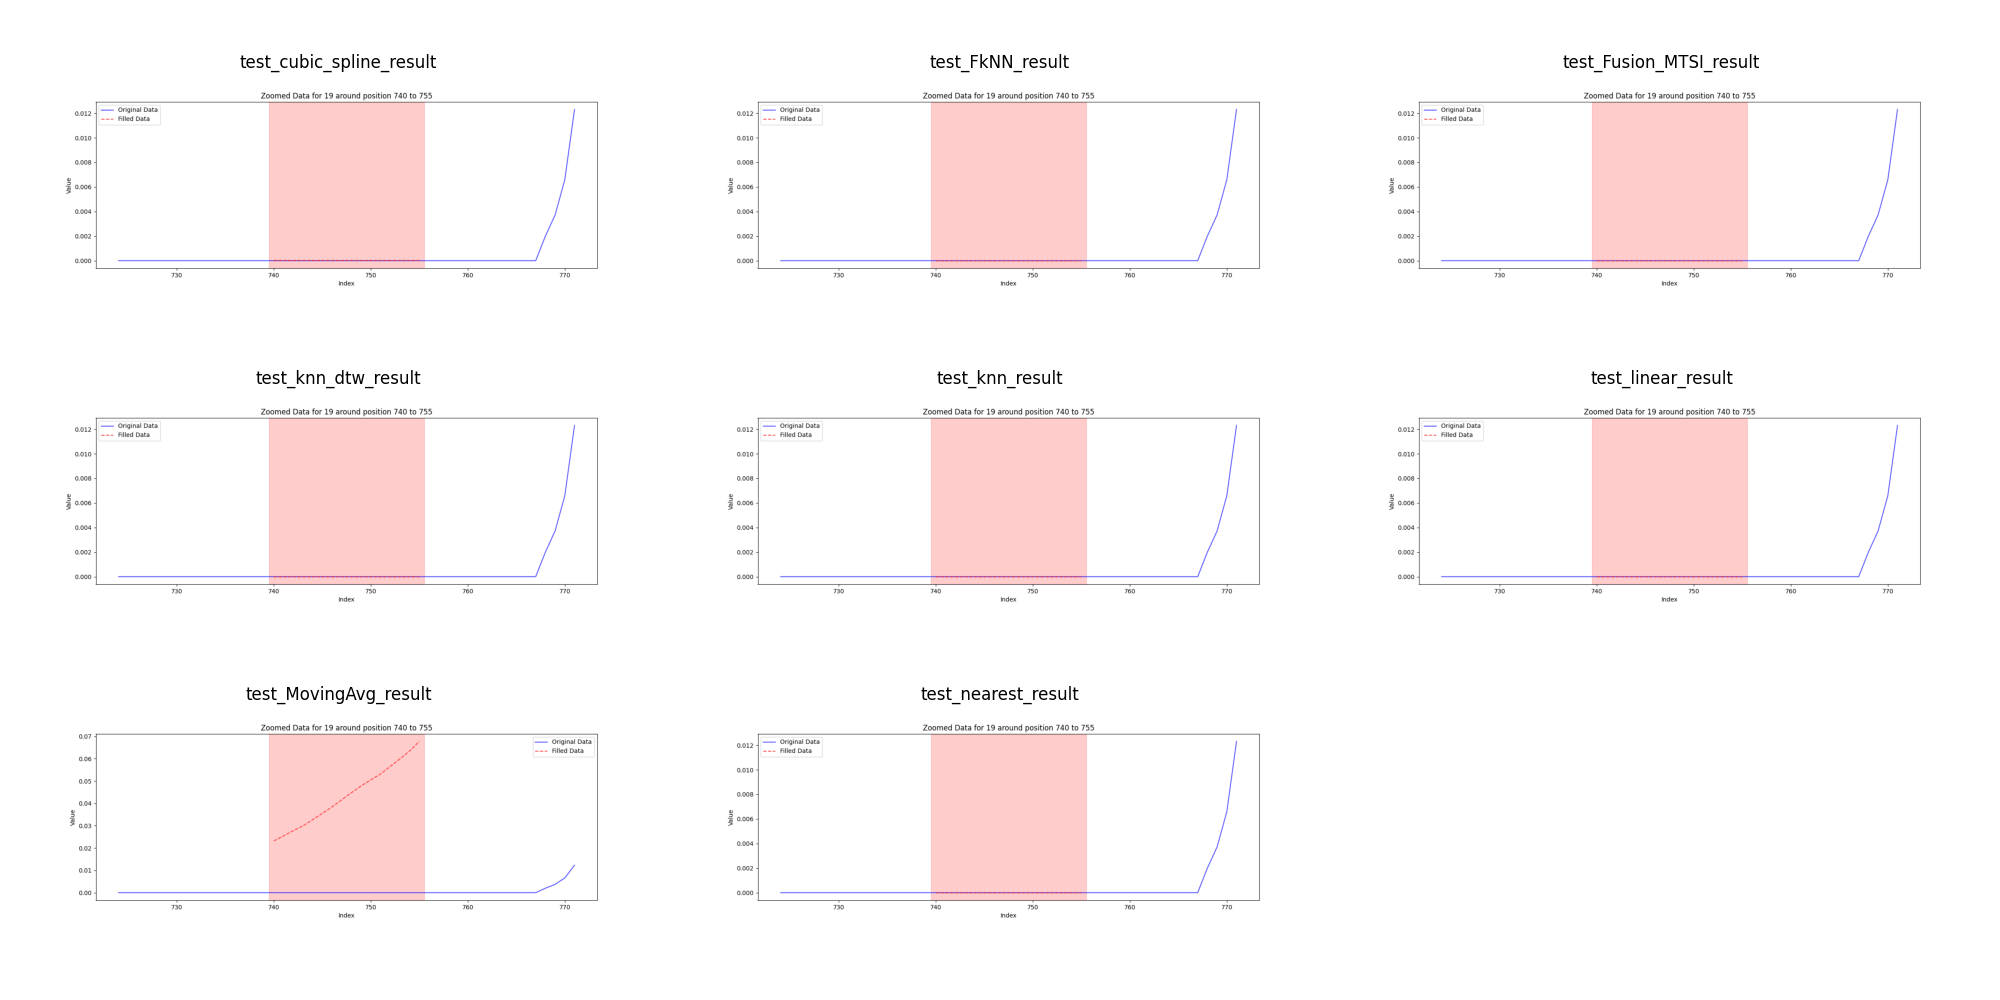 test_cubic_spline_result
Zoomed Data for 19 around position 740 to 755
Original Data
Filled Data
0.012
0.010
0.008
0.006
0.004
0.002
0.000
Value
730 740 750 760 770
Index
test_FkNN_result
Zoomed Data for 19 around position 740 to 755
Original Data
Filled Data
0.012
0.010
0.008
0.006
0.004
0.002
0.000
Value
730 740 750 760 770
Index
test_Fusion_MTSI_result
Zoomed Data for 19 around position 740 to 755
Original Data
Filled Data
0.012
0.010
0.008
0.006
0.004
0.002
0.000
Value
730 740 750 760 770
Index
test_knn_dtw_result
Zoomed Data for 19 around position 740 to 755
Original Data
Filled Data
0.012
0.010
0.008
0.006
0.004
0.002
0.000
Value
730 740 750 760 770
Index
test_knn_result
Zoomed Data for 19 around position 740 to 755
Original Data
Filled Data
0.012
0.010
0.008
0.006
0.004
0.002
0.000
Value
730 740 750 760 770
Index
test_linear_result
Zoomed Data for 19 around position 740 to 755
Original Data
Filled Data
0.012
0.010
0.008
0.006
0.004
0.002
0.000
Value
730 740 750 760 770
Index
test_MovingAvg_result
Zoomed Data for 19 around position 740 to 755
Original Data
Filled Data
0.07
0.06
0.05
0.04
0.03
0.02
0.01
0.00
Value
730 740 750 760 770
Index
test_nearest_result
Zoomed Data for 19 around position 740 to 755
Original Data
Filled Data
0.012
0.010
0.008
0.006
0.004
0.002
0.000
Value
730 740 750 760 770
Index